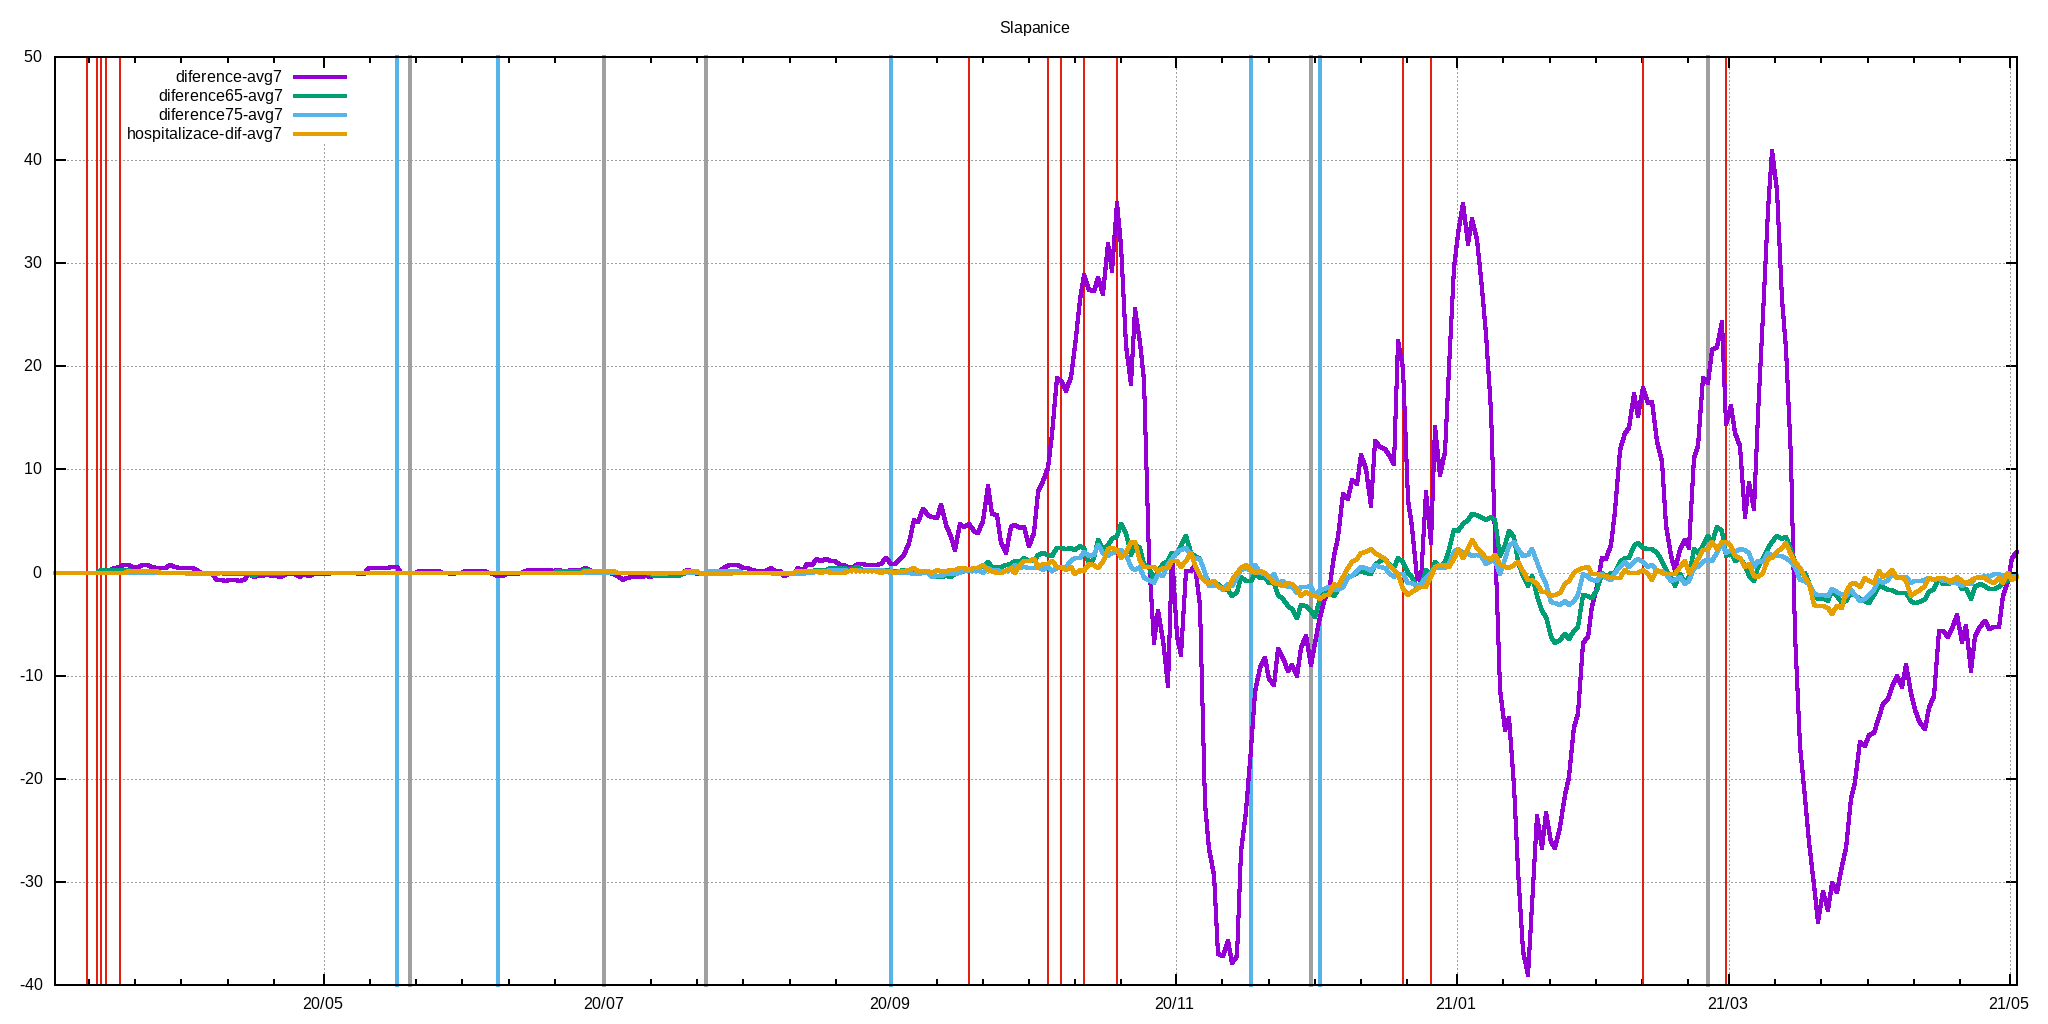 Slapanice
50
diference-avg7
diference65-avg7
diference75-avg7
hospitalizace-dif-avg7
40
30
20
10
0
-10
-20
-30
-40
20/05 20/07 20/09 20/11 21/01 21/03 21/05